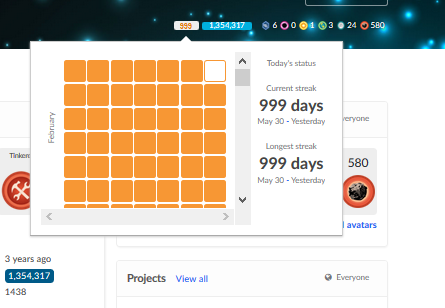 999
1,354,317
6
0
1
3
24
580
February
Today's status
Current streak
999 days
May 30 - Yesterday
Longest streak
999 days
May 30 - Yesterday
Tinkere
Everyone
580
avatars
3 years ago
1,354,317
1438
Projects
View all
Everyone